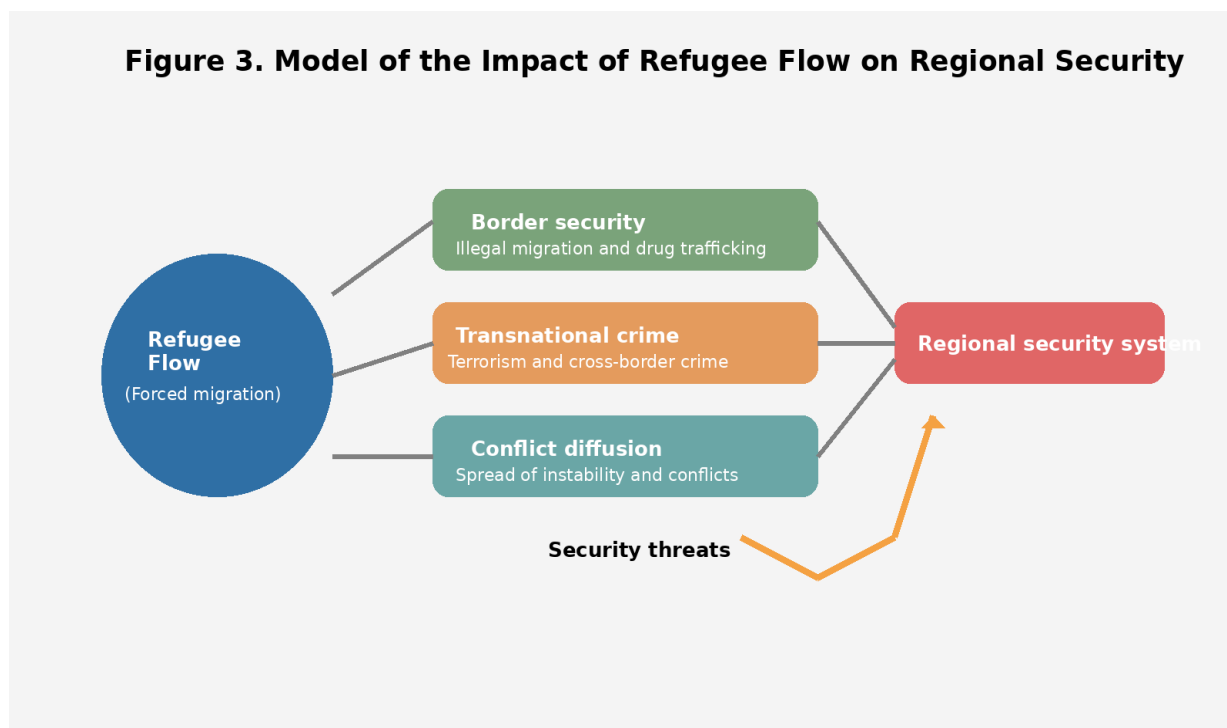 Figure 3. Model of the Impact of Refugee Flow on Regional Security
Border security
Illegal migration and drug trafficking
Refugee
Flow
(Forced migration)
Transnational crime
Terrorism and cross-border crime
Regional security system
Conflict diffusion
Spread of instability and conflicts
Security threats